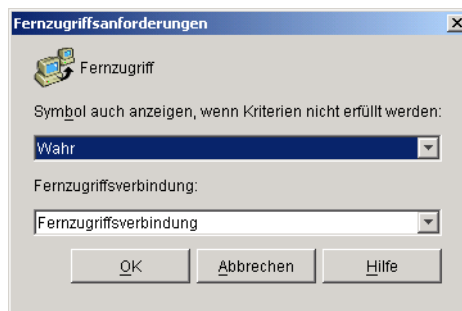 Fernzugriffsanforderungen
Fernzugriff
Symbol auch anzeigen, wenn Kriterien nicht erfüllt werden:
Wahr
Fernzugriffsverbindung:
Fernzugriffsverbindung
OK Abbrechen Hilfe